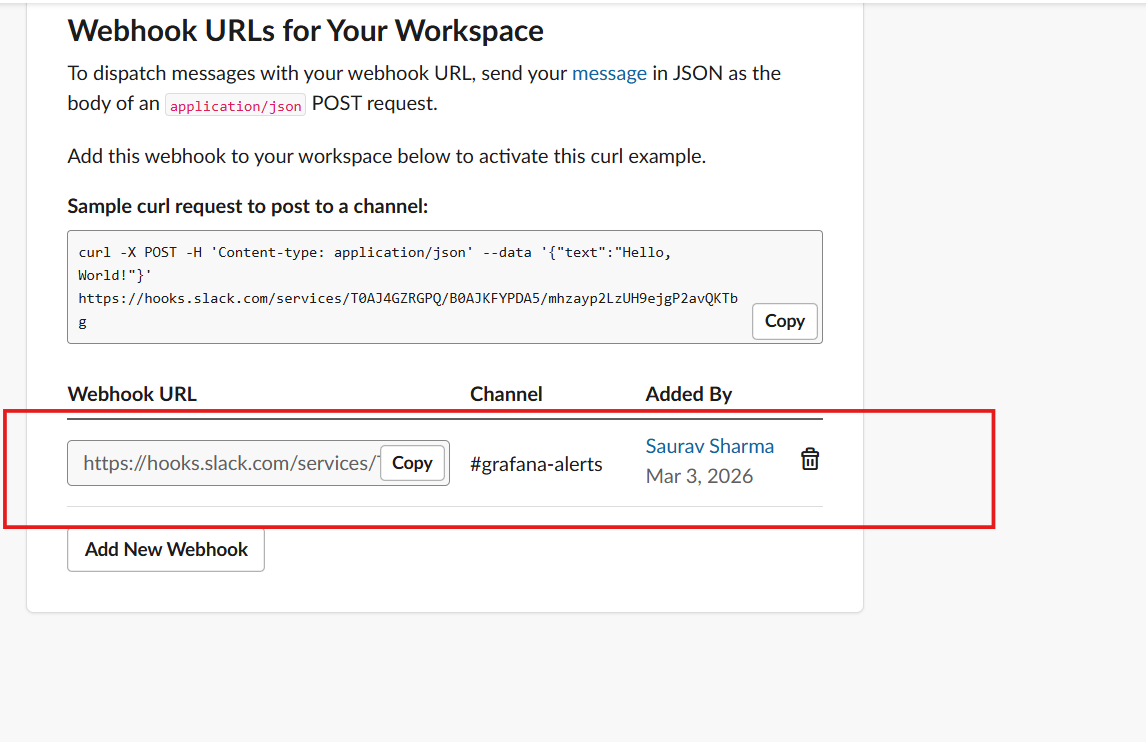 Webhook URLs for Your Workspace
To dispatch messages with your webhook URL, send your message in JSON as the
body of an application/json POST request.
Add this webhook to your workspace below to activate this curl example.
Sample curl request to post to a channel:
curl -X POST -H 'Content-type: application/json' --data '{"text":"Hello,
World!"}'
https://hooks.slack.com/services/T0AJ4GZRGPQ/B0AJKFYPDA5/mhzayp2LzUH9ejgP2avQKTb
g
Copy
Webhook URL Channel Added By
https://hooks.slack.com/services/T Copy #grafana-alerts Saurav Sharma
Mar 3, 2026
Add New Webhook